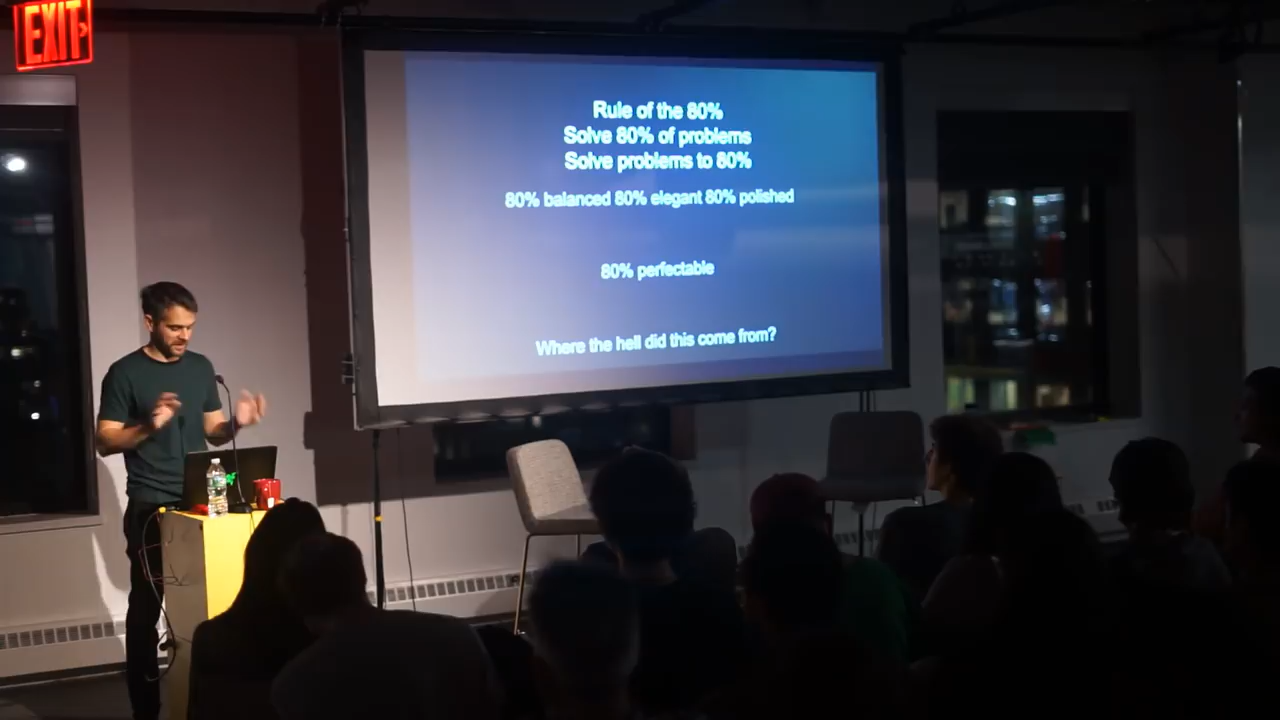 EXIT
Rule of the 80%
Solve 80% of problems
Solve problems to 80%
80% balanced 80% elegant 80% polished
80% perfectable
Where the hell did this come from?